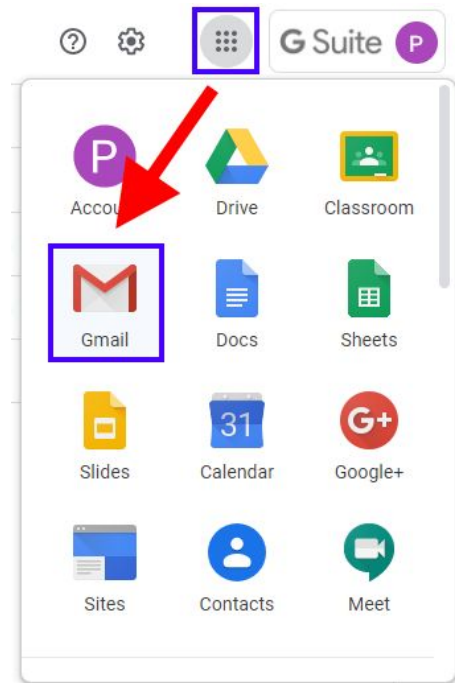 G Suite P
P
Accou
Drive
Classroom
Gmail
Docs
Sheets
31
G+
Slides
Calendar
Google+
Sites
Contacts
Meet